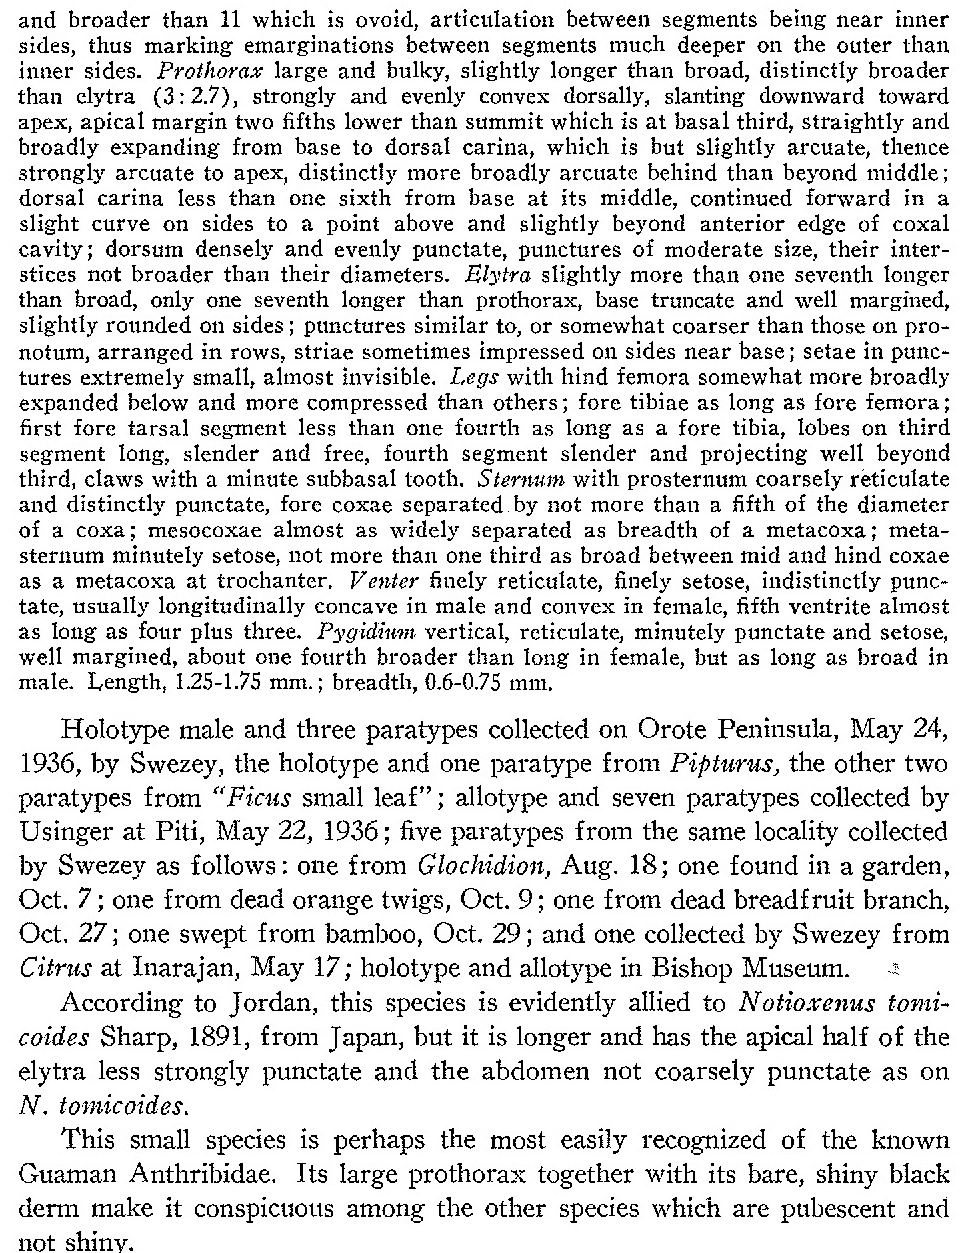 and broader than 11 which is ovoid, articulation between segments being near inner
sides, thus marking emarginations between segments much deeper on the outer than
inner sides. Prothorax large and bulky, slightly longer than broad, distinctly broader
than elytra (3:2.7), strongly and evenly convex dorsally, slanting downward toward
apex, apical margin two fifths lower than summit which is at basal third, straightly and
broadly expanding from base to dorsal carina, which is but slightly arcuate, thence
strongly arcuate to apex, distinctly more broadly arcuate behind than beyond middle;
dorsal carina less than one sixth from base at its middle, continued forward in a
slight curve on sides to a point above and slightly beyond anterior edge of coxal
cavity; dorsum densely and evenly punctate, punctures of moderate size, their inter-
stices not broader than their diameters. Elytra slightly more than one seventh longer
than broad, only one seventh longer than prothorax, base truncate and well margined,
slightly rounded on sides; punctures similar to, or somewhat coarser than those on pro-
notum, arranged in rows, striae sometimes impressed on sides near base; setae in punc-
tures extremely small, almost invisible. Legs with hind femora somewhat more broadly
expanded below and more compressed than others; fore tibiae as long as fore femora;
first fore tarsal segment less than one fourth as long as a fore tibia, lobes on third
segment long, slender and free, fourth segment slender and projecting well beyond
third, claws with a minute subbasal tooth. Sternum with prosternum coarsely reticulate
and distinctly punctate, fore coxae separated by not more than a fifth of the diameter
of a coxa; mesocoxae almost as widely separated as breadth of a metacoxa; meta-
sternum minutely setose, not more than one third as broad between mid and hind coxae
as a metacoxa at trochanter. Venter finely reticulate, finely setose, indistinctly punc-
tate, usually longitudinally concave in male and convex in female, fifth ventrite almost
as long as four plus three. Pygidium vertical, reticulate, minutely punctate and setose,
well margined, about one fourth broader than long in female, but as long as broad in
male. Length, 1.25-1.75 mm.; breadth, 0.6-0.75 mm.
Holotype male and three paratypes collected on Orote Peninsula, May 24,
1936, by Swezey, the holotype and one paratype from Pipturus, the other two
paratypes from "Ficus small leaf"; allotype and seven paratypes collected by
Usinger at Piti, May 22, 1936; five paratypes from the same locality collected
by Swezey as follows: one from Glochidion, Aug. 18; one found in a garden,
Oct. 7; one from dead orange twigs, Oct. 9; one from dead breadfruit branch,
Oct. 27; one swept from bamboo, Oct. 29; and one collected by Swezey from
Citrus at Inarajan, May 17; holotype and allotype in Bishop Museum.
According to Jordan, this species is evidently allied to Notioxenus tomi-
coides Sharp, 1891, from Japan, but it is longer and has the apical half of the
elytra less strongly punctate and the abdomen not coarsely punctate as on
N. tomicoides.
This small species is perhaps the most easily recognized of the known
Guaman Anthribidae. Its large prothorax together with its bare, shiny black
derm make it conspicuous among the other species which are pubescent and
not shiny.